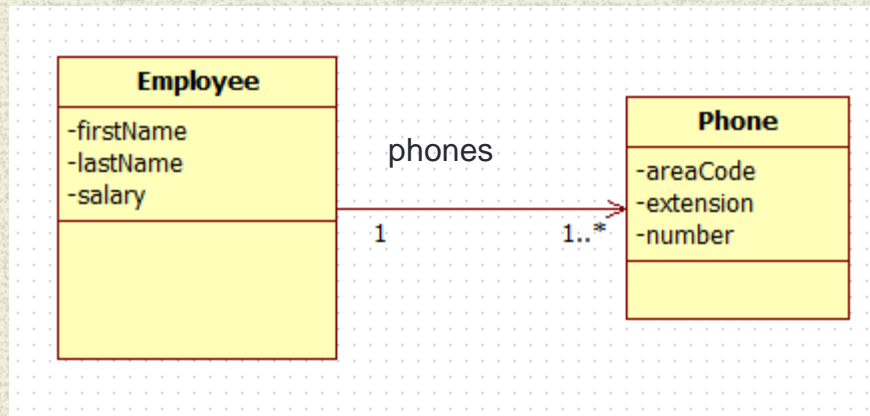 Employee
-firstName
-lastName
-salary
phones
1
1..*
Phone
-areaCode
-extension
-number